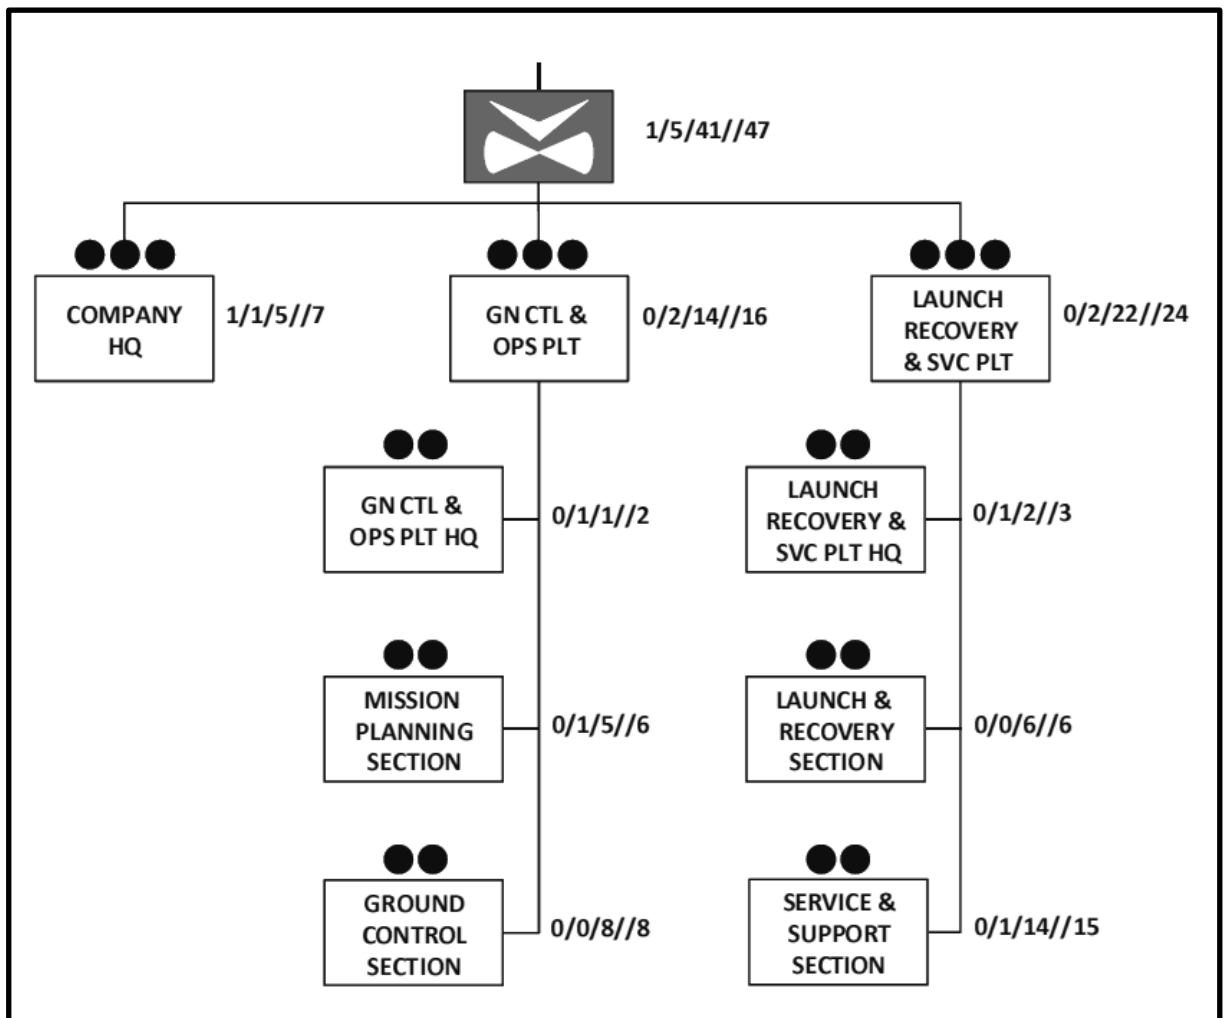 1/5/41//47
COMPANY
HQ
1/1/5//7
GN CTL &
OPS PLT
0/2/14//16
LAUNCH
RECOVERY
& SVC PLT
0/2/22//24
GN CTL &
OPS PLT HQ
0/1/1//2
LAUNCH
RECOVERY &
SVC PLT HQ
0/1/2//3
MISSION
PLANNING
SECTION
0/1/5//6
LAUNCH &
RECOVERY
SECTION
0/0/6//6
GROUND
CONTROL
SECTION
0/0/8//8
SERVICE &
SUPPORT
SECTION
0/1/14//15